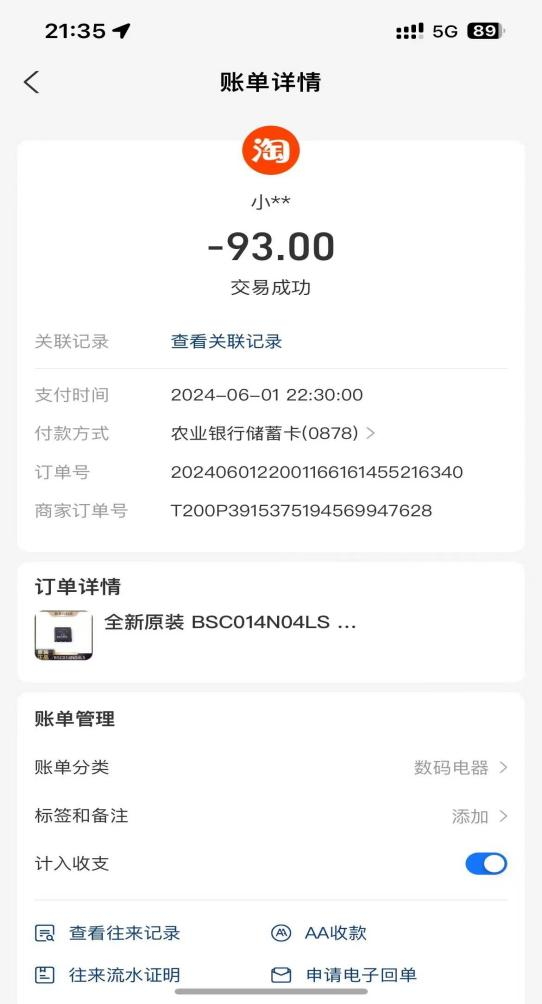 21:35 5G 89
账单详情
淘
小**
-93.00
交易成功
关联记录 查看关联记录
支付时间 2024-06-01 22:30:00
付款方式 农业银行储蓄卡(0878)
订单号 2024060122001166161455216340
商家订单号 T200P3915375194569947628
订单详情
全新原装 BSC014N04LS ...
账单管理
账单分类 数码电器
标签和备注 添加
计入收支
查看往来记录 AA收款
往来流水证明 申请电子回单